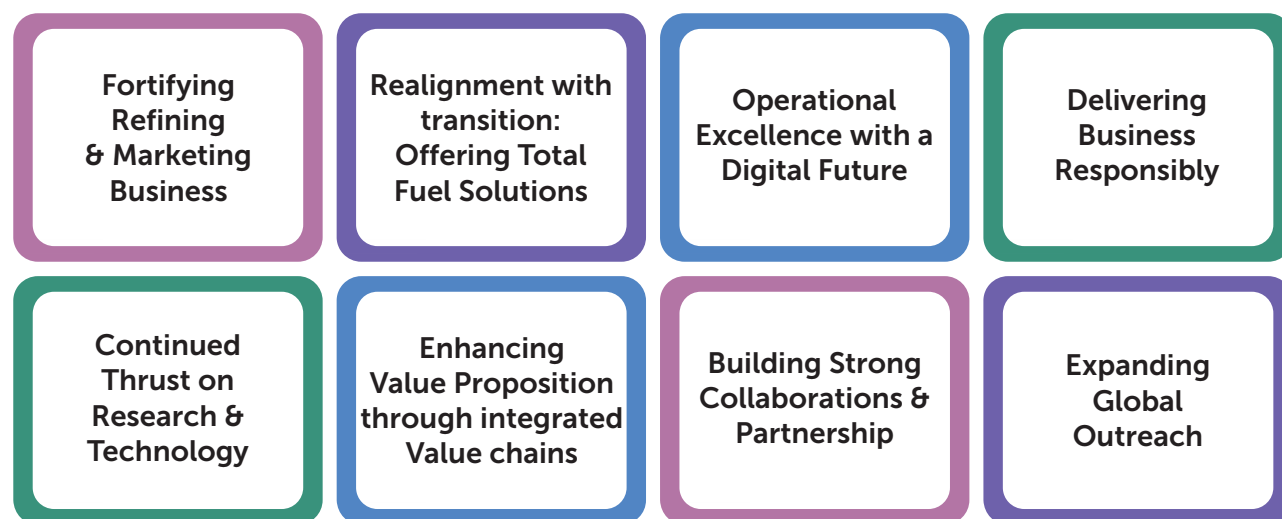 Fortifying
Refining
& Marketing
Business
Realignment with
transition:
Offering Total
Fuel Solutions
Operational
Excellence with a
Digital Future
Delivering
Business
Responsibly
Continued
Thrust on
Research &
Technology
Enhancing
Value Proposition
through integrated
Value chains
Building Strong
Collaborations &
Partnership
Expanding
Global
Outreach